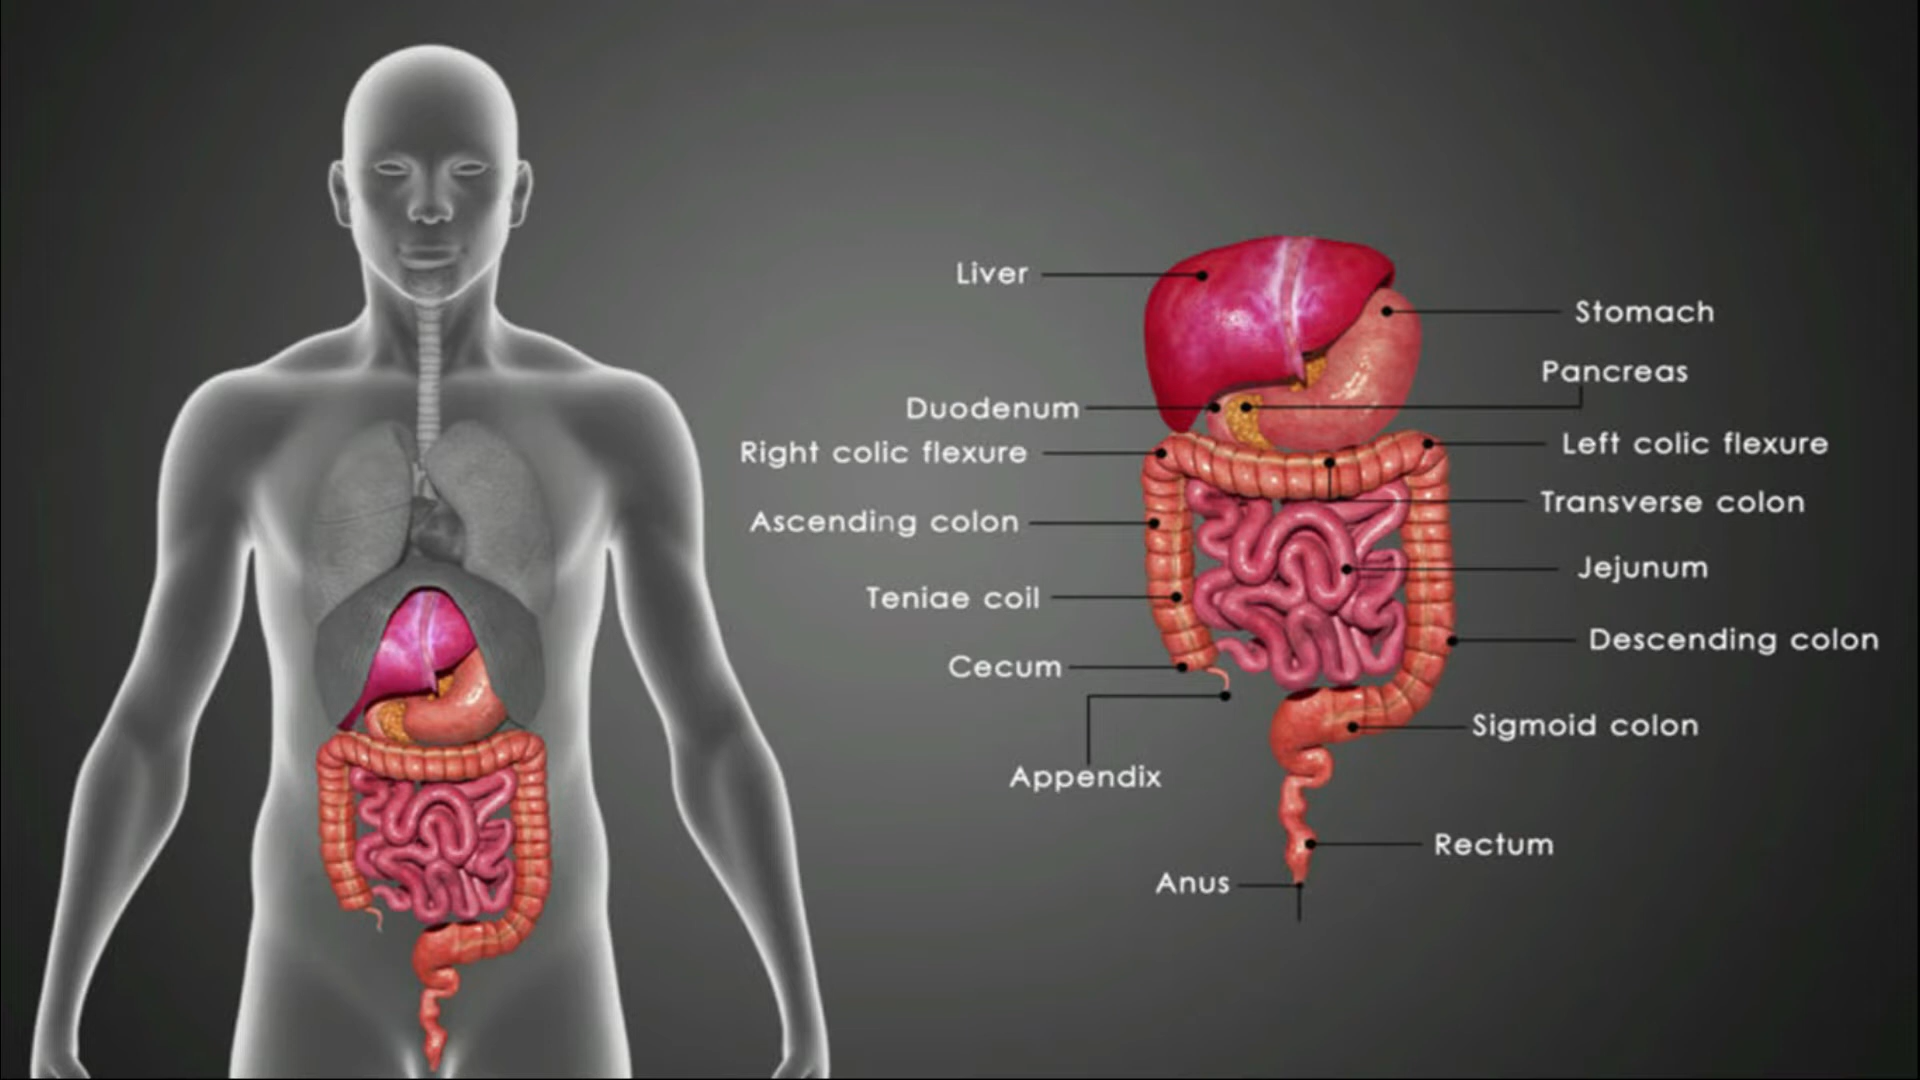 Liver
Stomach
Pancreas
Duodenum
Left colic flexure
Right colic flexure
Transverse colon
Ascending colon
Jejunum
Teniae coil
Descending colon
Cecum
Sigmoid colon
Appendix
Rectum
Anus